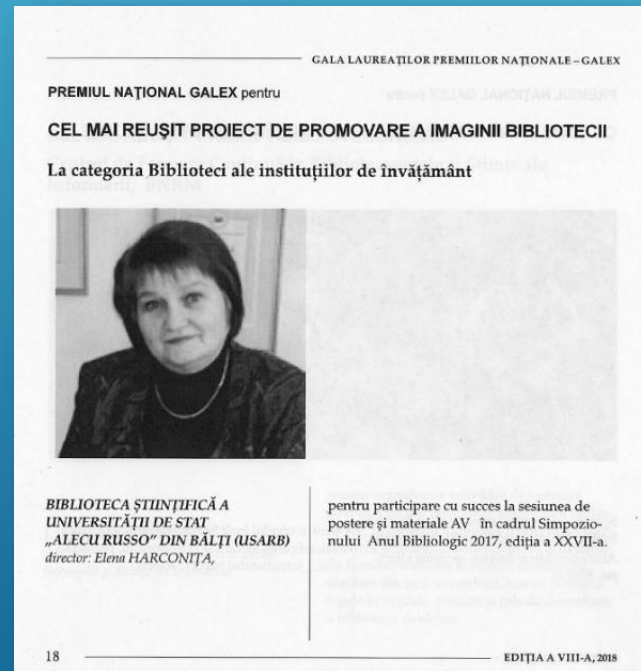 GALA LAUREAȚILOR PREMIILOR NAȚIONALE – GALEX
PREMIUL NAȚIONAL GALEX pentru
CEL MAI REUȘIT PROIECT DE PROMOVARE A IMAGINII BIBLIOTECII
La categoria Biblioteci ale instituțiilor de învățământ
BIBLIOTECA ȘTIINȚIFICĂ A
UNIVERSITĂȚII DE STAT
„ALECU RUSSO” DIN BĂLȚI (USARB)
director: Elena HARCONIȚA,
pentru participare cu succes la sesiunea de
postere și materiale AV în cadrul Simpozio-
nului Anul Bibliologic 2017, ediția a XXVII-a.
18
EDIȚIA A VIII-A, 2018